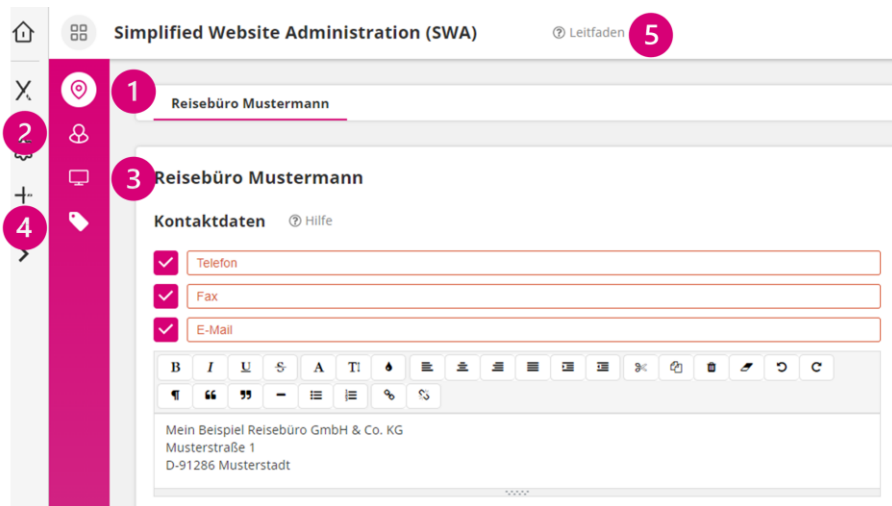 Simplified Website Administration (SWA)
Leitfaden
5
1
Reisebüro Mustermann
2
3
Reisebüro Mustermann
4
Kontaktdaten
Hilfe
Telefon
Fax
E-Mail
B I U S A T
Mein Beispiel Reisebüro GmbH & Co. KG
Musterstraße 1
D-91286 Musterstadt